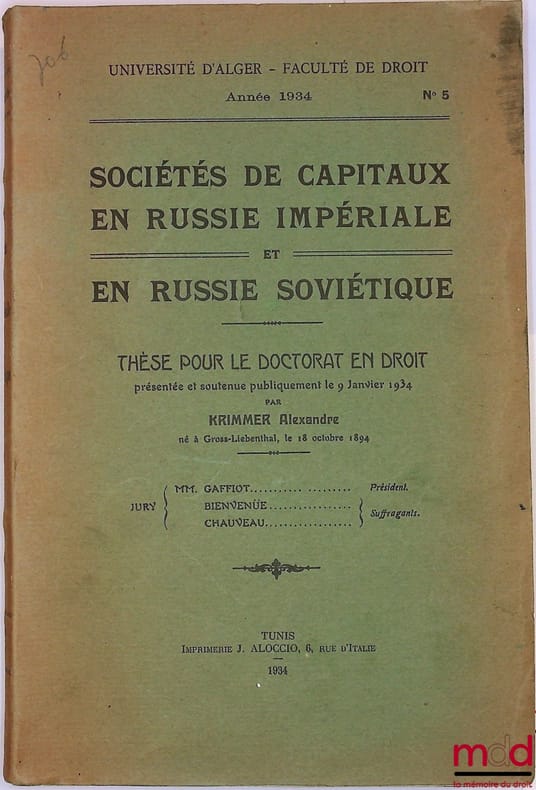 706
UNIVERSITÉ D'ALGER - FACULTÉ DE DROIT
Année 1934 N° 5
SOCIÉTÉS DE CAPITAUX
EN RUSSIE IMPÉRIALE
ET
EN RUSSIE SOVIÉTIQUE
THÈSE POUR LE DOCTORAT EN DROIT
présentée et soutenue publiquement le 9 Janvier 1934
PAR
KRIMMER Alexandre
né à Gross-Liebenthal, le 18 octobre 1894
JURY
MM. GAFFIOT.................... Président.
BIENVENÜE.................
CHAUVEAU.................
Suffragants.
TUNIS
IMPRIMERIE J. ALOCCIO, 6, RUE D'ITALIE
1934
mdd
la mémoire du droit